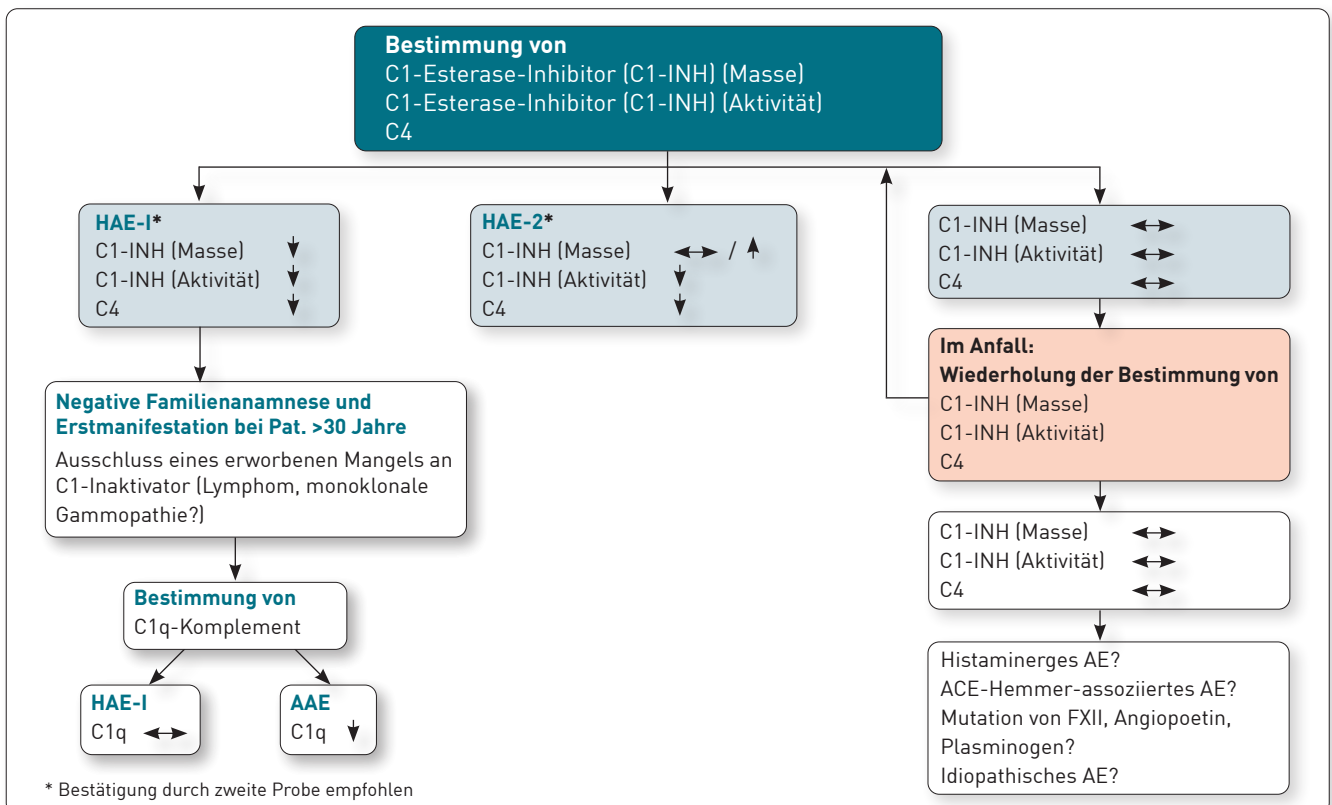 Bestimmung von
C1-Esterase-Inhibitor (C1-INH) (Masse)
C1-Esterase-Inhibitor (C1-INH) (Aktivität)
C4
HAE-I*
C1-INH (Masse)
C1-INH (Aktivität)
C4
HAE-2*
C1-INH (Masse) /
C1-INH (Aktivität)
C4
C1-INH (Masse)
C1-INH (Aktivität)
C4
Negative Familienanamnese und
Erstmanifestation bei Pat. >30 Jahre
Ausschluss eines erworbenen Mangels an
C1-Inaktivator (Lymphom, monoklonale
Gammopathie?)
Bestimmung von
C1q-Komplement
HAE-I
C1q
AAE
C1q
Im Anfall:
Wiederholung der Bestimmung von
C1-INH (Masse)
C1-INH (Aktivität)
C4
C1-INH (Masse)
C1-INH (Aktivität)
C4
Histaminerges AE?
ACE-Hemmer-assoziiertes AE?
Mutation von FXII, Angiopoetin,
Plasminogen?
Idiopathisches AE?
* Bestätigung durch zweite Probe empfohlen